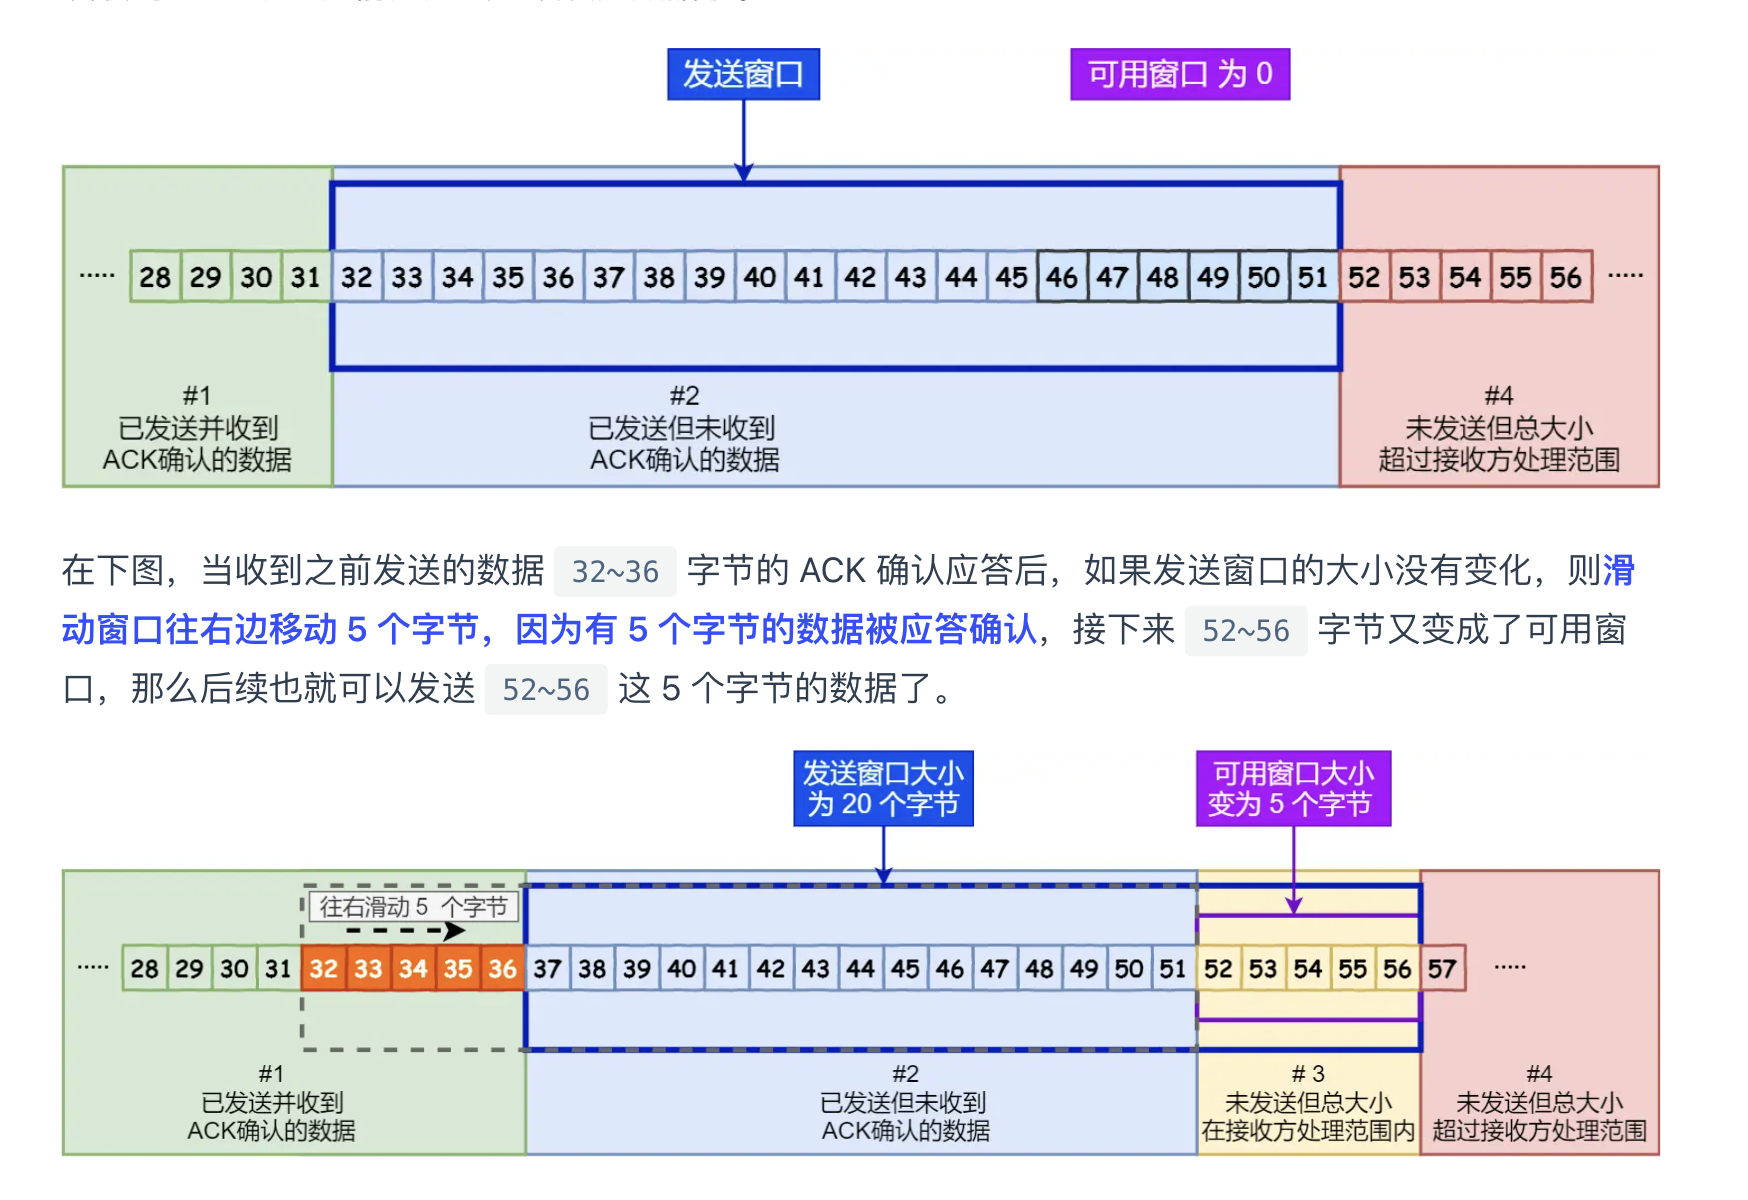 发送窗口
可用窗口 为 0
····· 28 29 30 31 32 33 34 35 36 37 38 39 40 41 42 43 44 45 46 47 48 49 50 51 52 53 54 55 56 ·····
#1
已发送并收到
ACK确认的数据
#2
已发送但未收到
ACK确认的数据
#4
未发送但总大小
超过接收方处理范围
在下图，当收到之前发送的数据 32~36 字节的 ACK 确认应答后，如果发送窗口的大小没有变化，则滑
动窗口往右边移动 5 个字节，因为有 5 个字节的数据被应答确认，接下来 52~56 字节又变成了可用窗
口，那么后续也就可以发送 52~56 这 5 个字节的数据了。
发送窗口大小
为 20 个字节
可用窗口大小
变为 5 个字节
往右滑动 5 个字节
····· 28 29 30 31 32 33 34 35 36 37 38 39 40 41 42 43 44 45 46 47 48 49 50 51 52 53 54 55 56 57 ·····
#1
已发送并收到
ACK确认的数据
#2
已发送但未收到
ACK确认的数据
# 3
未发送但总大小
在接收方处理范围内
#4
未发送但总大小
超过接收方处理范围